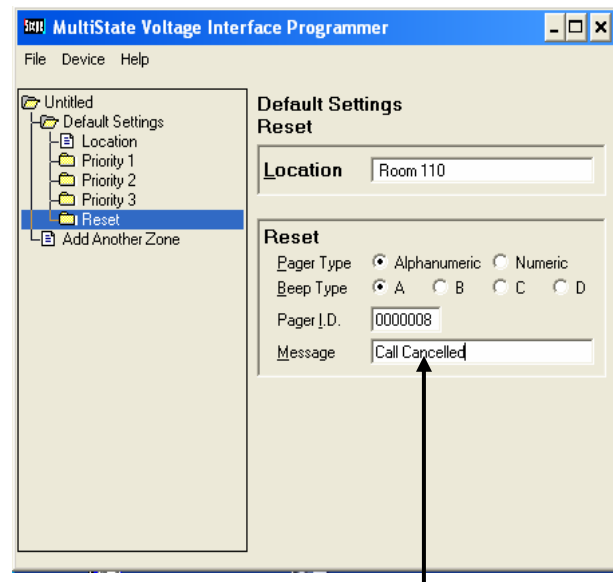 MultiState Voltage Interface Programmer
File Device Help
Untitled
Default Settings
Location
Priority 1
Priority 2
Priority 3
Reset
Add Another Zone
Default Settings
Reset
Location Room 110
Reset
Pager Type Alphanumeric Numeric
Beep Type A B C D
Pager I.D. 0000008
Message Call Cancelled